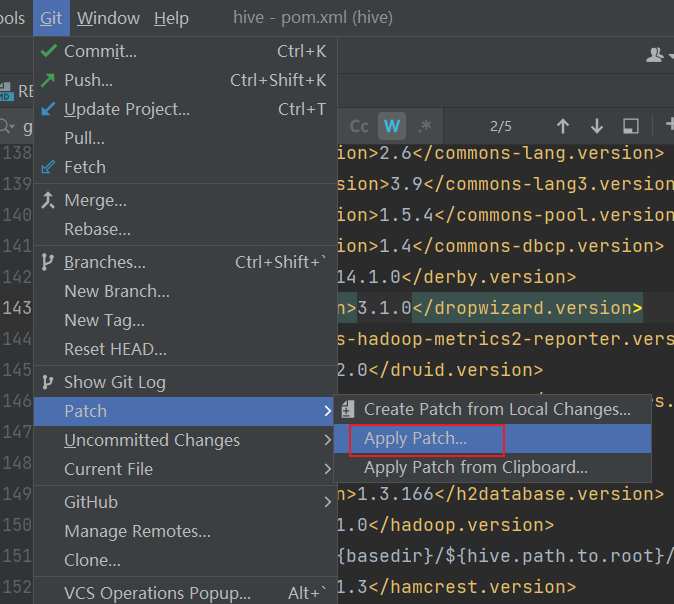 ools Git Window Help hive - pom.xml (hive)
Commit... Ctrl+K
Push... Ctrl+Shift+K
Update Project... Ctrl+T
Pull...
Fetch
Merge...
Rebase...
Branches... Ctrl+Shift+`
New Branch...
New Tag...
Reset HEAD...
Show Git Log
Patch
Uncommitted Changes
Current File
GitHub
Manage Remotes...
Clone...
VCS Operations Popup... Alt+`
Create Patch from Local Changes...
Apply Patch...
Apply Patch from Clipboard...
MD RE
g Cc W .* 2/5
138 ion>2.6</commons-lang.version>
139 sion>3.9</commons-lang3.version
140 sion>1.5.4</commons-pool.version
141 ion>1.4</commons-dbcp.version>
142 14.1.0</derby.version>
143 n>3.1.0</dropwizard.version>
144 s-hadoop-metrics2-reporter.vers
145 2.0</druid.version>
146 s.
147
148
149 n>1.3.166</h2database.version>
150 1.0</hadoop.version>
151 {basedir}/${hive.path.to.root}/
152 1.3</hamcrest.version>